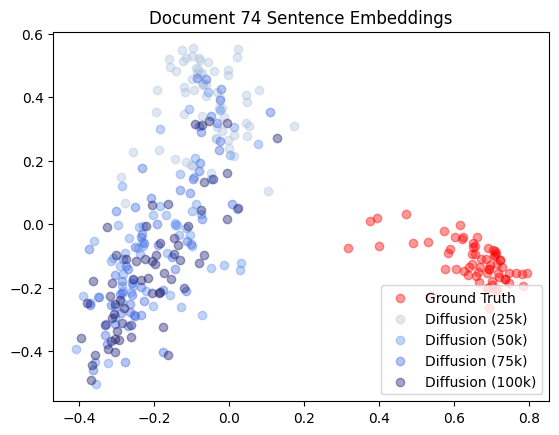 Document 74 Sentence Embeddings
0.6
0.4
0.2
0.0
−0.2
−0.4
Ground Truth
Diffusion (25k)
Diffusion (50k)
Diffusion (75k)
Diffusion (100k)
−0.4 −0.2 0.0 0.2 0.4 0.6 0.8